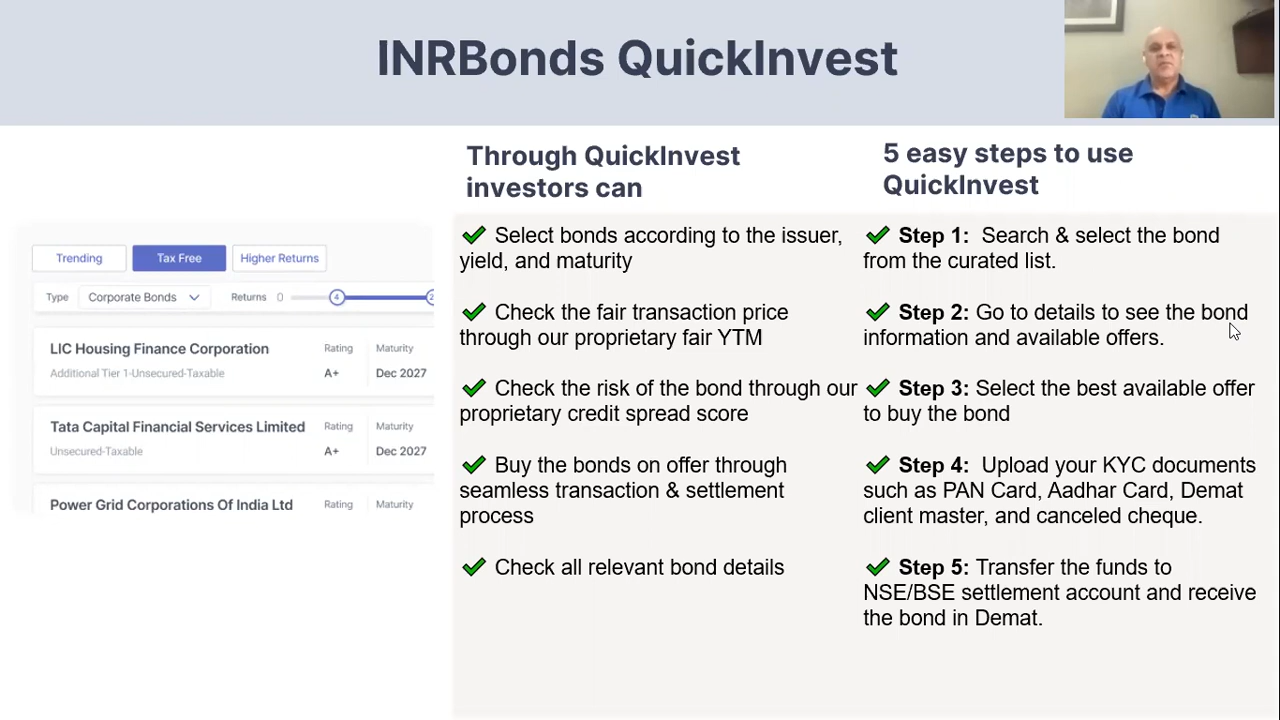 INRBonds QuickInvest
Trending
Tax Free
Higher Returns
Type
Corporate Bonds
Returns
0
4
LIC Housing Finance Corporation
Rating
Maturity
Additional Tier 1-Unsecured-Taxable
A+
Dec 2027
Tata Capital Financial Services Limited
Rating
Maturity
Unsecured-Taxable
A+
Dec 2027
Power Grid Corporations Of India Ltd
Rating
Maturity
Through QuickInvest
investors can
Select bonds according to the issuer,
yield, and maturity
Check the fair transaction price
through our proprietary fair YTM
Check the risk of the bond through our
proprietary credit spread score
Buy the bonds on offer through
seamless transaction & settlement
process
Check all relevant bond details
5 easy steps to use
QuickInvest
Step 1: Search & select the bond
from the curated list.
Step 2: Go to details to see the bond
information and available offers.
Step 3: Select the best available offer
to buy the bond
Step 4: Upload your KYC documents
such as PAN Card, Aadhar Card, Demat
client master, and canceled cheque.
Step 5: Transfer the funds to
NSE/BSE settlement account and receive
the bond in Demat.